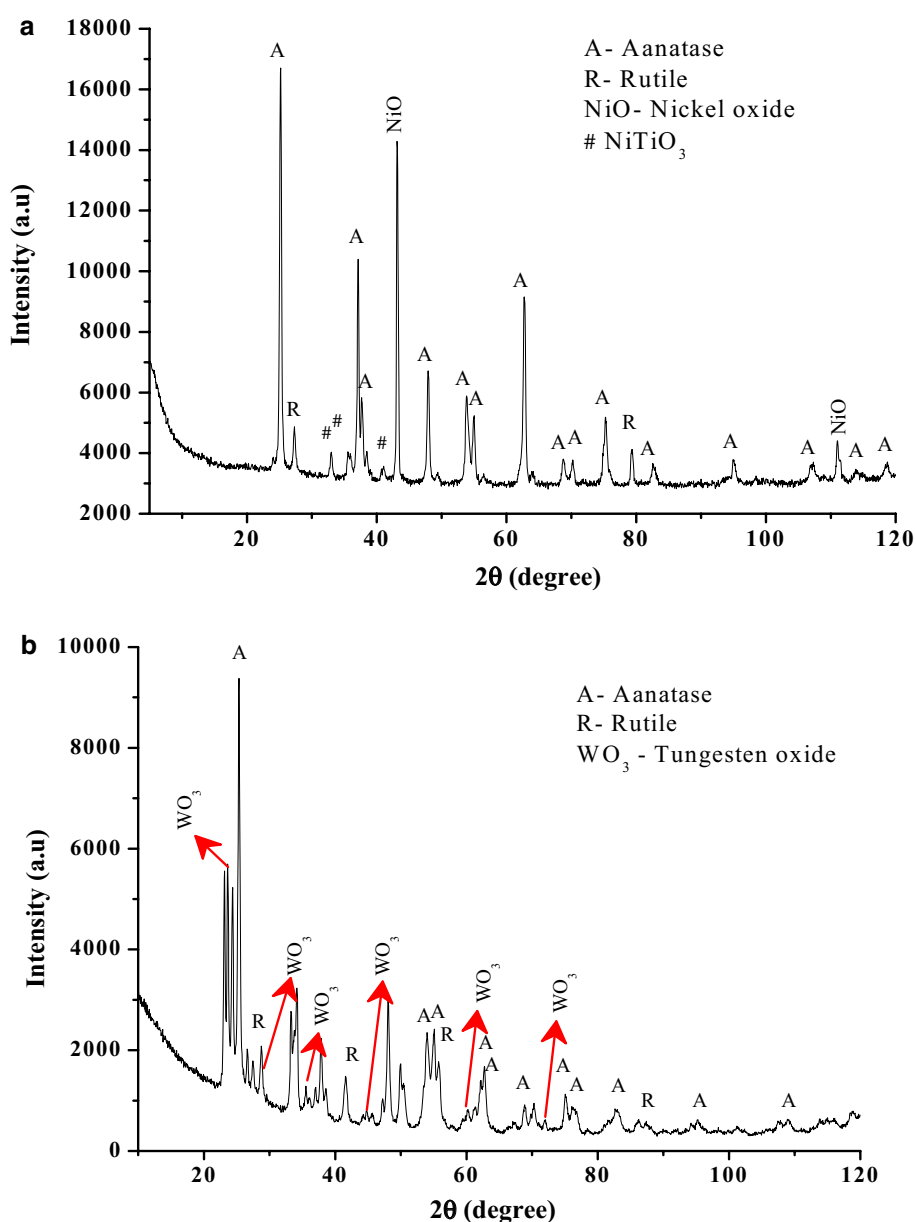 a
18000
16000
14000
12000
10000
8000
6000
4000
2000
Intensity (a.u)
20
40
60
80
100
120
2θ (degree)
A- Aanatase
R- Rutile
NiO- Nickel oxide
# NiTiO3
A
R
#
#
A
A
#
NiO
A
A
A
A
A
A
A
R
A
A
A
NiO
A
A
b
10000
8000
6000
4000
2000
0
Intensity (a.u)
20
40
60
80
100
120
2θ (degree)
A- Aanatase
R- Rutile
WO3 - Tungesten oxide
WO3
A
R
WO3
WO3
R
WO3
A
A
R
WO3
A
A
A
WO3
A
A
A
R
A
A